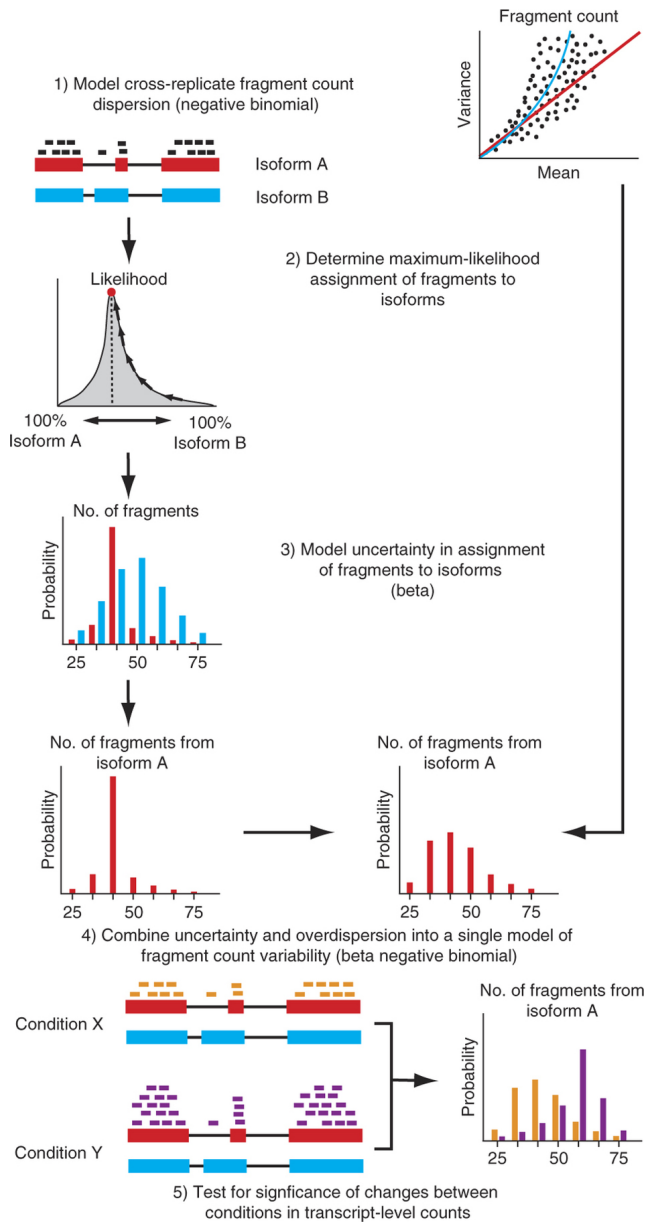 Fragment count
Variance
Mean
1) Model cross-replicate fragment count
dispersion (negative binomial)
Isoform A
Isoform B
2) Determine maximum-likelihood
assignment of fragments to
isoforms
Likelihood
100%
Isoform A
100%
Isoform B
No. of fragments
Probability
25
50
75
3) Model uncertainty in assignment
of fragments to isoforms
(beta)
No. of fragments from
isoform A
Probability
25
50
75
No. of fragments from
isoform A
Probability
25
50
75
4) Combine uncertainty and overdispersion into a single model of
fragment count variability (beta negative binomial)
Condition X
Condition Y
No. of fragments from
isoform A
Probability
25
50
75
5) Test for signficance of changes between
conditions in transcript-level counts